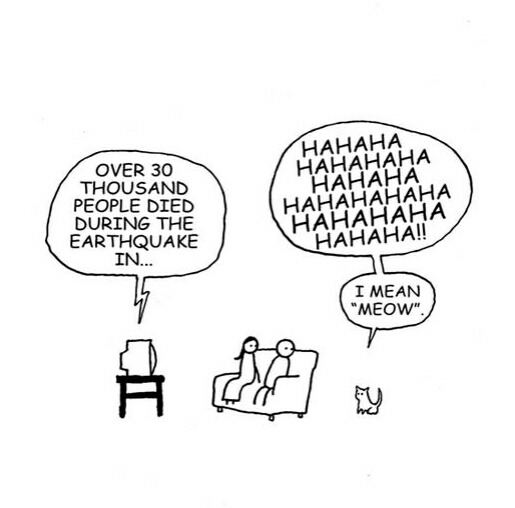 OVER 30
THOUSAND
PEOPLE DIED
DURING THE
EARTHQUAKE
IN...
HAHAHA
HAHAHAHA
HAHAHA
HAHAHAHAHA
HAHAHAHA
HAHAHA!!
I MEAN
"MEOW".